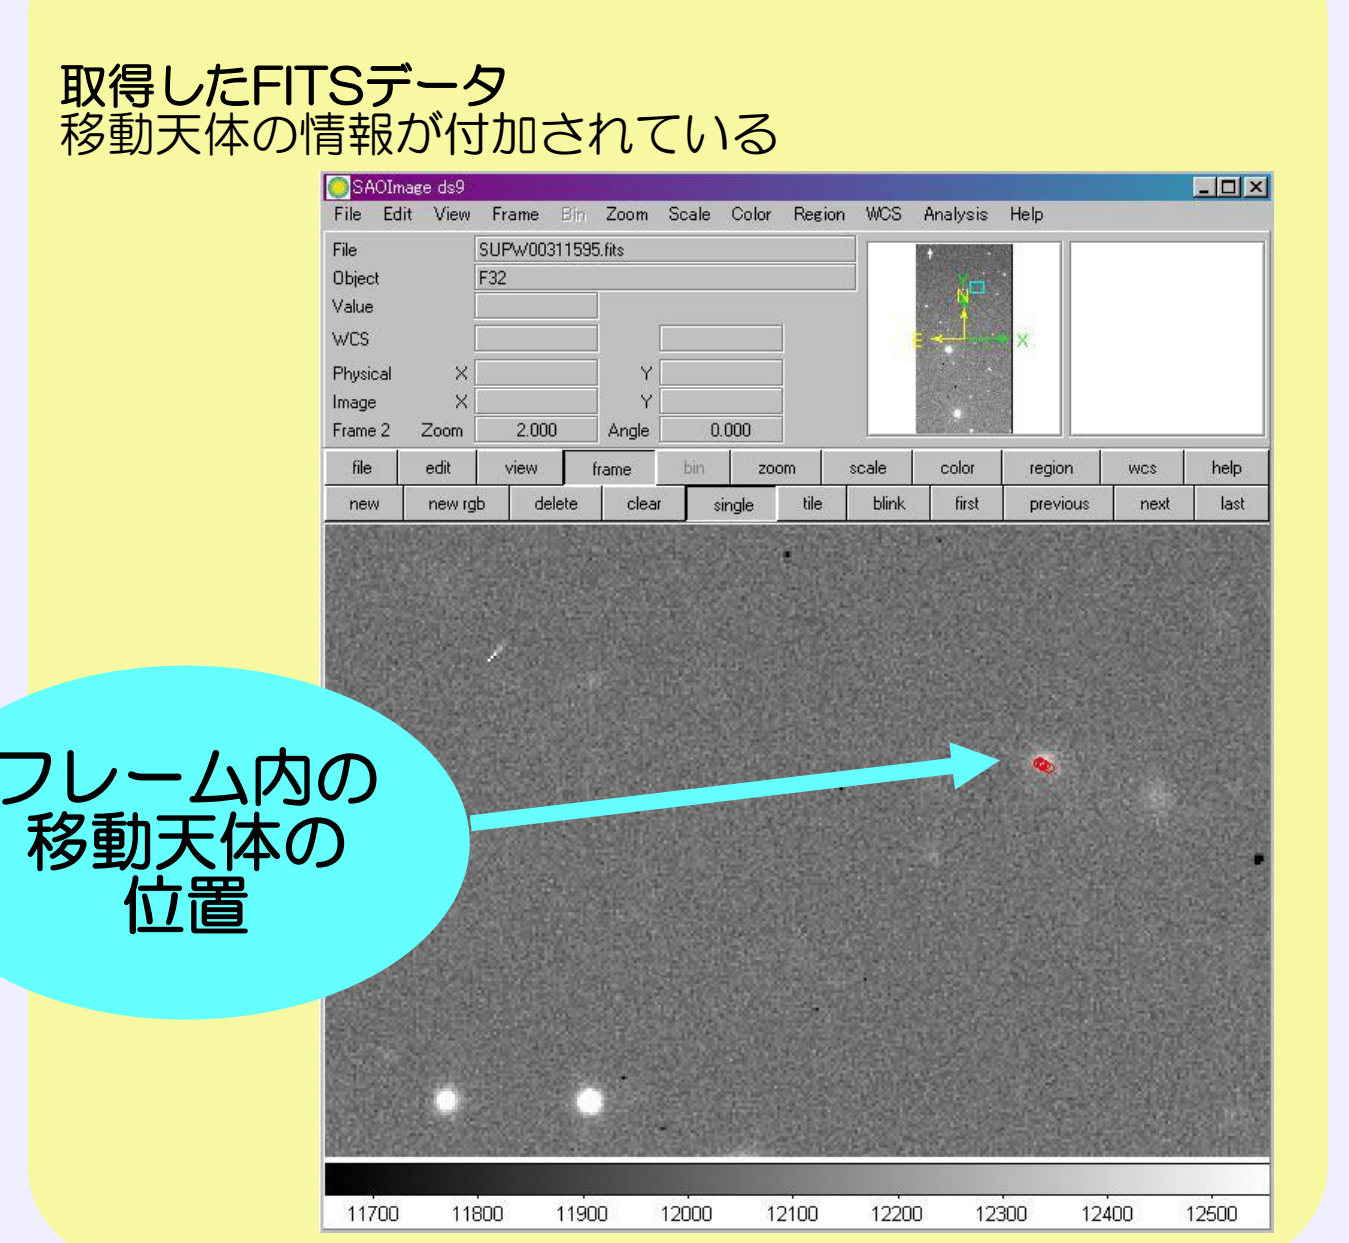 取得したFITSデータ
移動天体の情報が付加されている
SAOImage ds9
File Edit View Frame Bin Zoom Scale Color Region WCS Analysis Help
File SUPW00311595.fits
Object F32
Value
WCS
Physical X Y
Image X Y
Frame 2 Zoom 2.000 Angle 0.000
Y
N
E X
file edit view frame bin zoom scale color region wcs help
new new rgb delete clear single tile blink first previous next last
フレーム内の
移動天体の
位置
11700 11800 11900 12000 12100 12200 12300 12400 12500